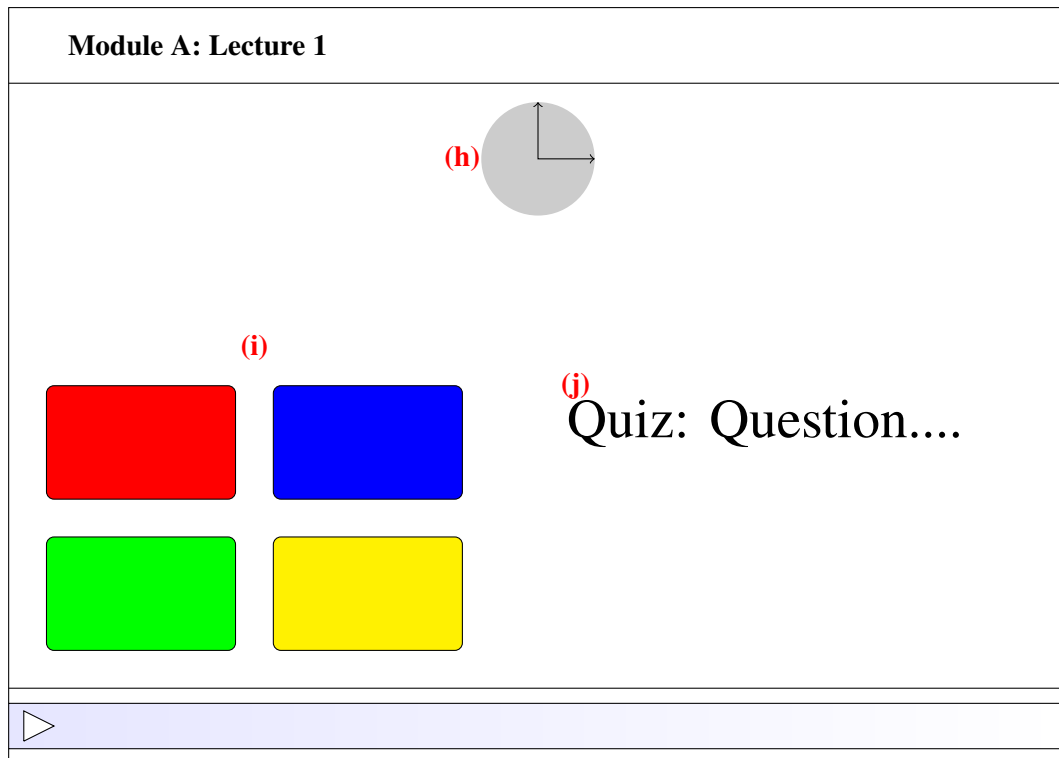 Module A: Lecture 1
(h)
(i)
(j)
Quiz: Question....